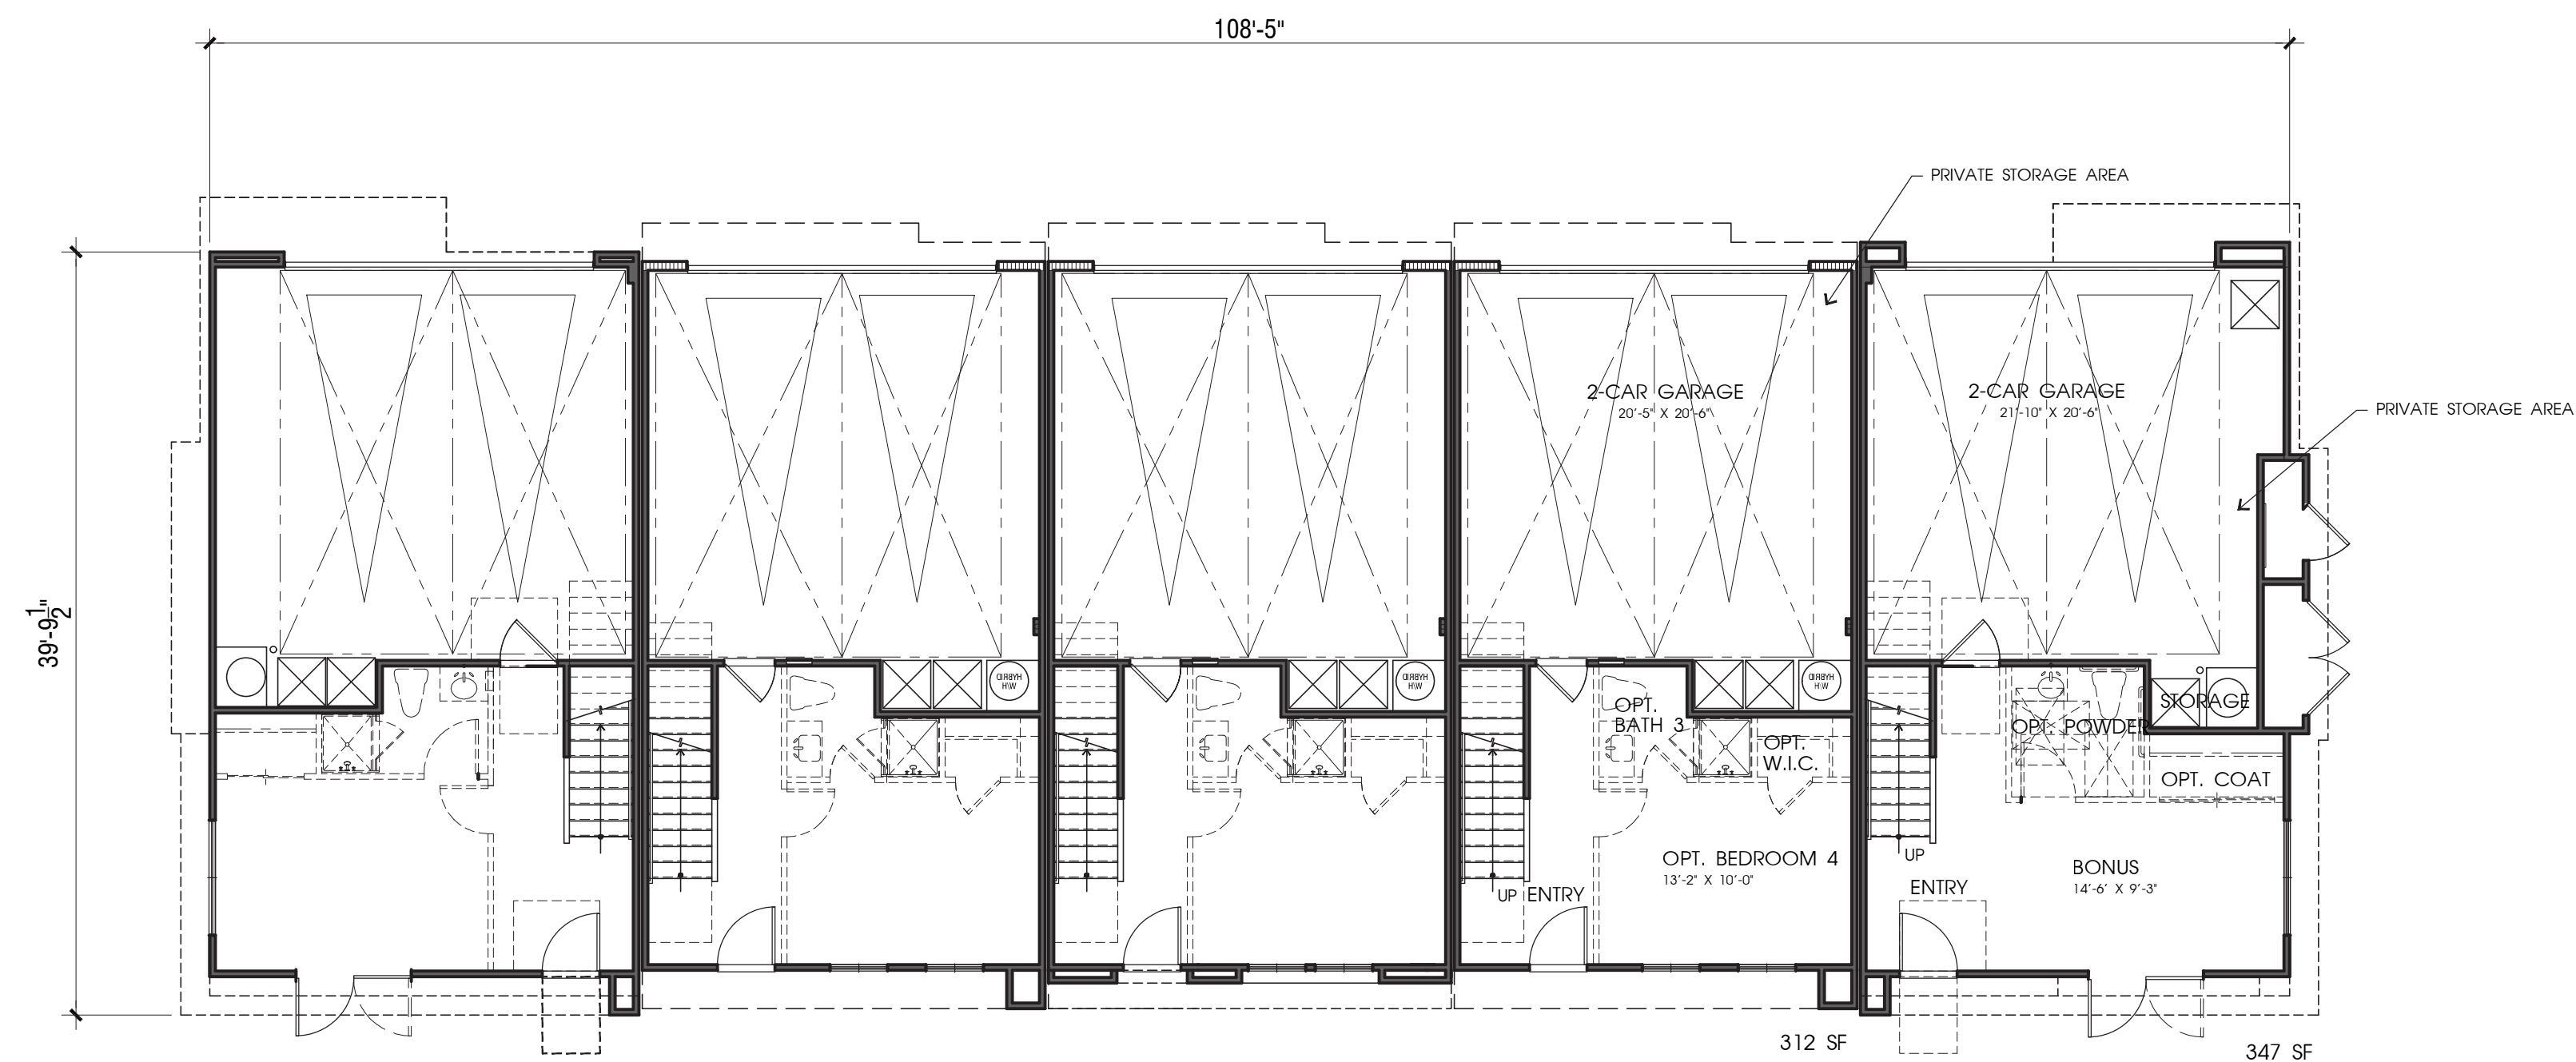 108'-5"
PRIVATE STORAGE AREA
2-CAR GARAGE
20'-5" X 20'-6"
2-CAR GARAGE
21'-10" X 20'-6"
PRIVATE STORAGE AREA
39'-9 1/2"
HYBRID
W/H
HYBRID
W/H
HYBRID
W/H
OPT.
BATH 3
OPT.
W.I.C.
STORAGE
OPT. POWDER
OPT. COAT
OPT. BEDROOM 4
13'-2" X 10'-0"
UP
ENTRY
UP
ENTRY
BONUS
14'-6' X 9'-3"
312 SF
347 SF